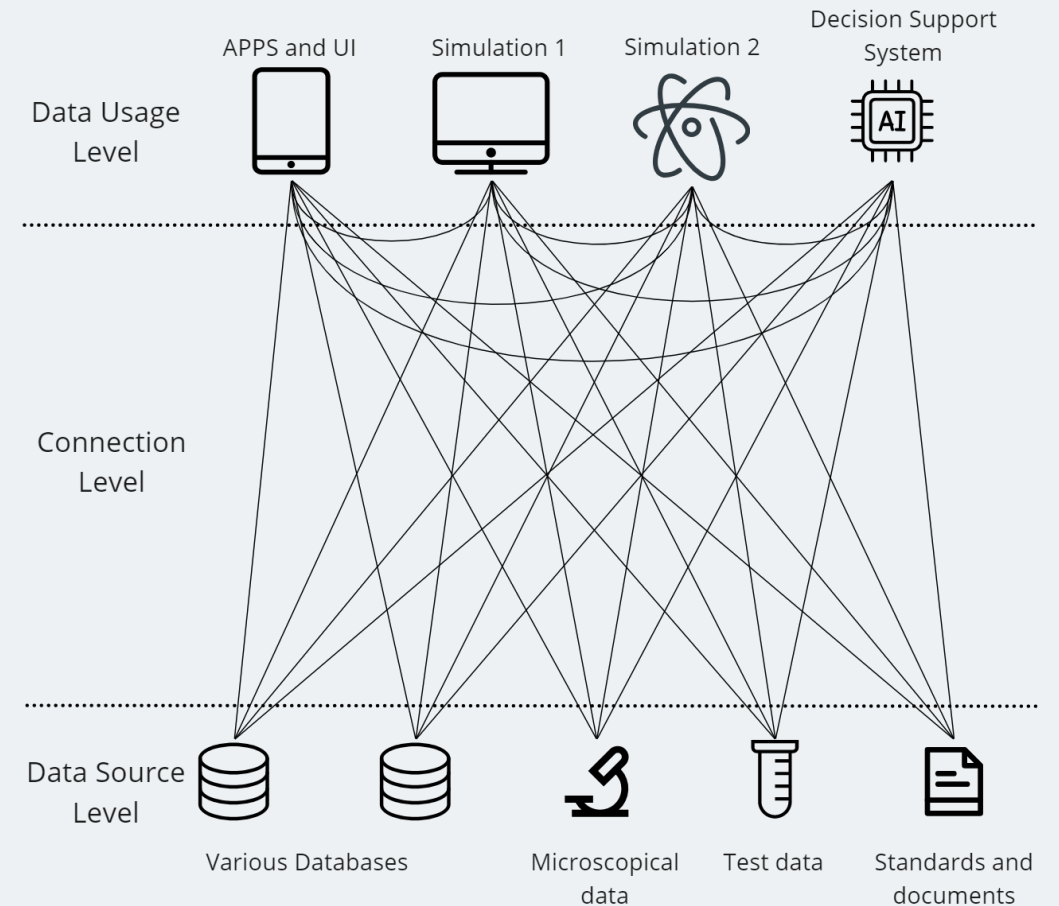 APPS and UI
Simulation 1
Simulation 2
Decision Support
System
Data Usage
Level
AI
Connection
Level
Data Source
Level
Various Databases
Microscopical
data
Test data
Standards and
documents